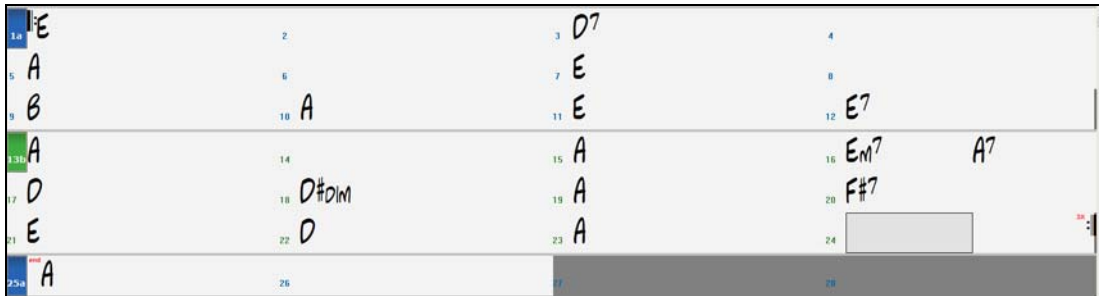 1a E 2 3 D7 4
5 A 6 7 E 8
9 B 10 A 11 E 12 E7
13b A 14 15 A 16 Em7 A7
17 D 18 D#DIM 19 A 20 F#7
21 E 22 D 23 A 24 3X
end
25a A 26 27 28